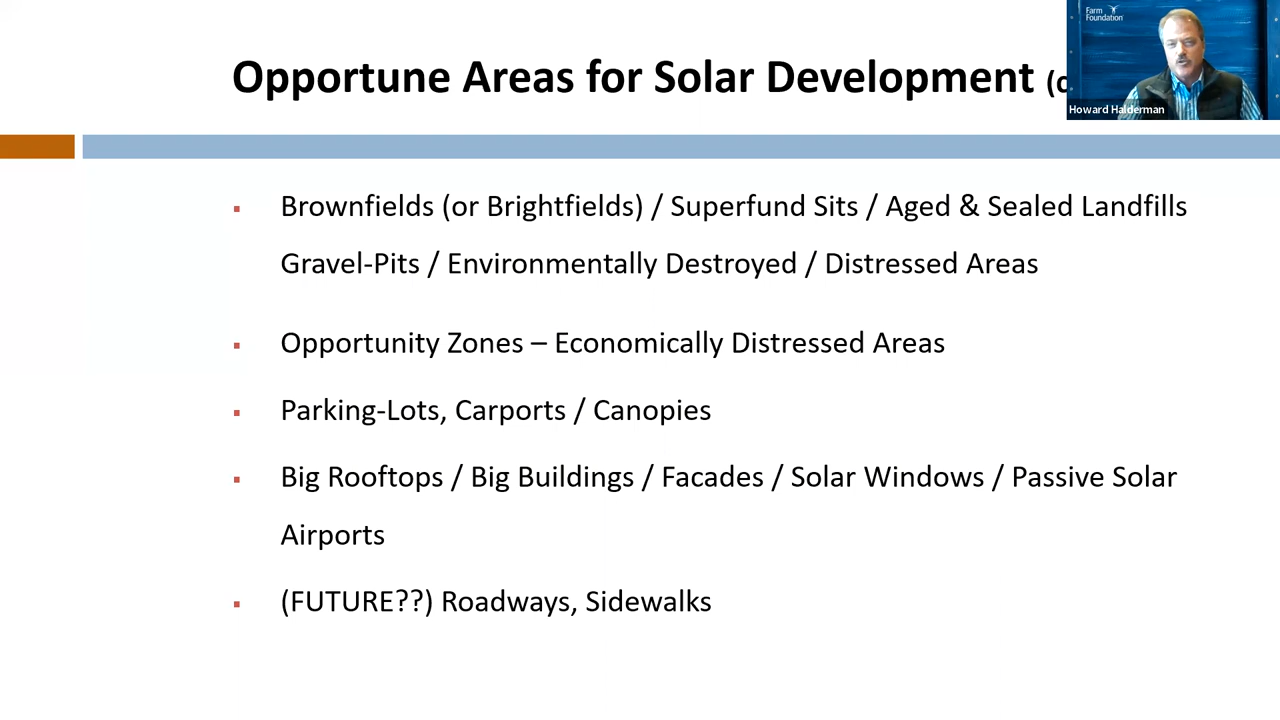 Opportune Areas for Solar Development
Farm
Foundation
Howard Halderman
Brownfields (or Brightfields) / Superfund Sits / Aged & Sealed Landfills
Gravel-Pits / Environmentally Destroyed / Distressed Areas
Opportunity Zones – Economically Distressed Areas
Parking-Lots, Carports / Canopies
Big Rooftops / Big Buildings / Facades / Solar Windows / Passive Solar
Airports
(FUTURE??) Roadways, Sidewalks